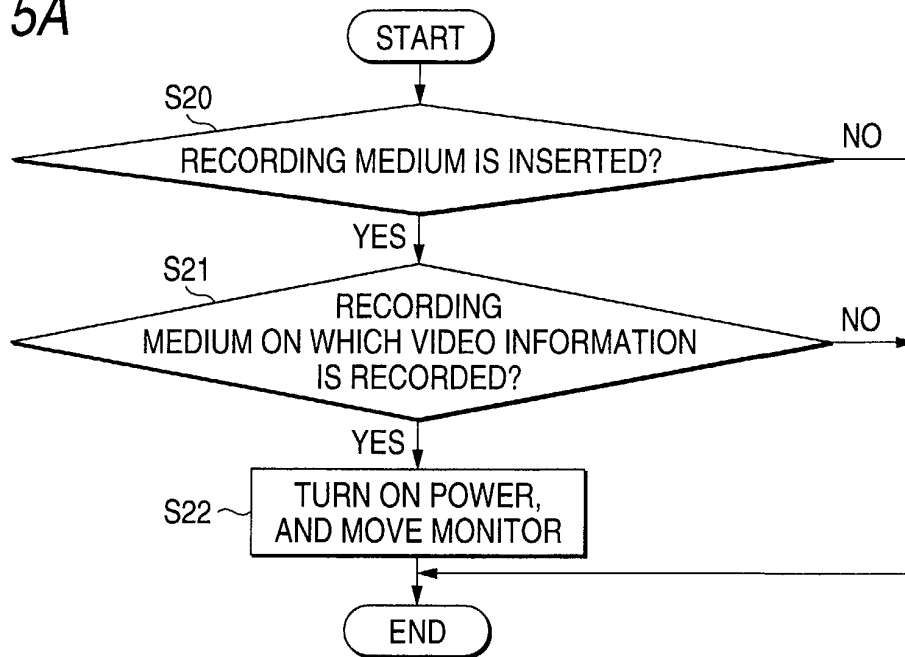 5A
START
S20
RECORDING MEDIUM IS INSERTED?
NO
YES
S21
RECORDING
MEDIUM ON WHICH VIDEO INFORMATION
IS RECORDED?
NO
YES
S22
TURN ON POWER,
AND MOVE MONITOR
END